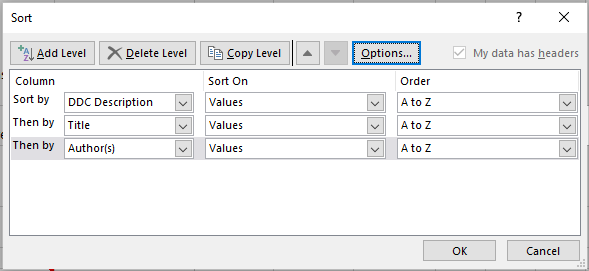 Sort ? ×
Add Level Delete Level Copy Level Options... My data has headers
Column Sort On Order
Sort by DDC Description Values A to Z
Then by Title Values A to Z
Then by Author(s) Values A to Z
OK Cancel